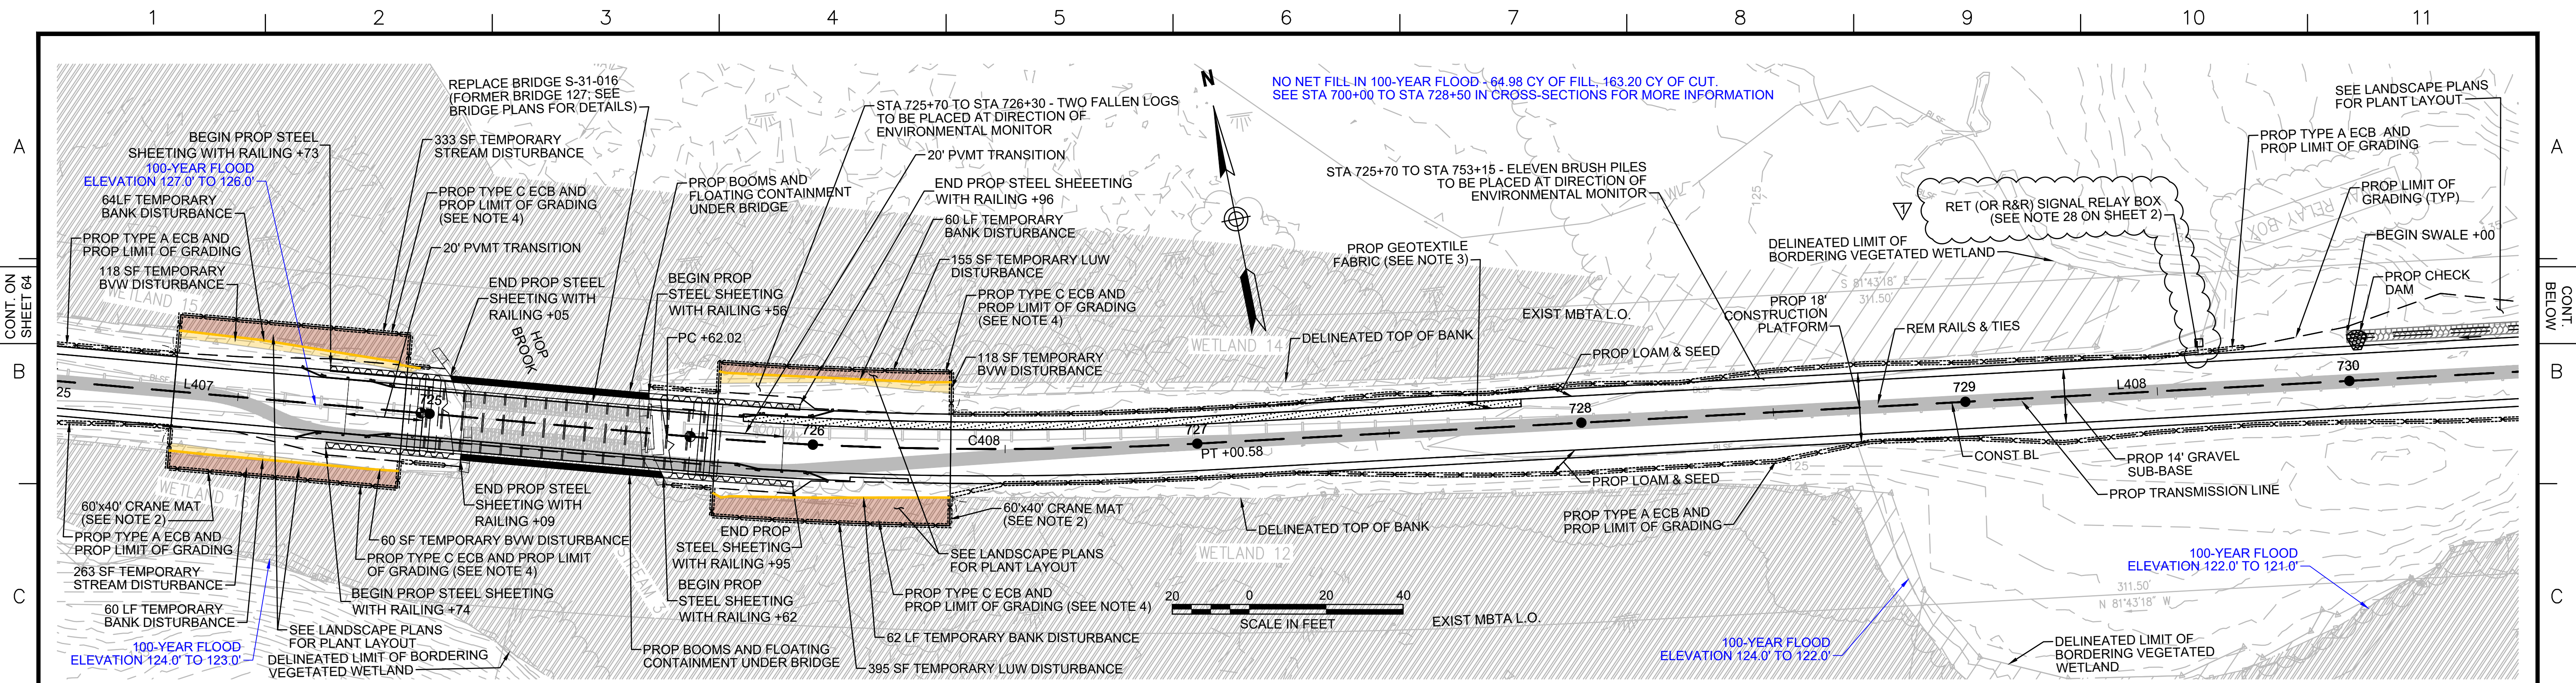 1 2 3 4 5 6 7 8 9 10 11
A
B
C
A
B
C
CONT. ON
SHEET 64
CONT.
BELOW
REPLACE BRIDGE S-31-016
(FORMER BRIDGE 127; SEE
BRIDGE PLANS FOR DETAILS)
BEGIN PROP STEEL
SHEETING WITH RAILING +73
100-YEAR FLOOD
ELEVATION 127.0' TO 126.0'
64LF TEMPORARY
BANK DISTURBANCE
PROP TYPE A ECB AND
PROP LIMIT OF GRADING
118 SF TEMPORARY
BVW DISTURBANCE
WETLAND 15
333 SF TEMPORARY
STREAM DISTURBANCE
PROP TYPE C ECB AND
PROP LIMIT OF GRADING
(SEE NOTE 4)
20' PVMT TRANSITION
END PROP STEEL
SHEETING WITH
RAILING +05
HOP
BROOK
PROP BOOMS AND
FLOATING CONTAINMENT
UNDER BRIDGE
BEGIN PROP
STEEL SHEETING
WITH RAILING +56
PC +62.02
STA 725+70 TO STA 726+30 - TWO FALLEN LOGS
TO BE PLACED AT DIRECTION OF
ENVIRONMENTAL MONITOR
20' PVMT TRANSITION
END PROP STEEL SHEEETING
WITH RAILING +96
60 LF TEMPORARY
BANK DISTURBANCE
155 SF TEMPORARY LUW
DISTURBANCE
PROP TYPE C ECB AND
PROP LIMIT OF GRADING
(SEE NOTE 4)
118 SF TEMPORARY
BVW DISTURBANCE
N
NO NET FILL IN 100-YEAR FLOOD - 64.98 CY OF FILL, 163.20 CY OF CUT.
SEE STA 700+00 TO STA 728+50 IN CROSS-SECTIONS FOR MORE INFORMATION
STA 725+70 TO STA 753+15 - ELEVEN BRUSH PILES
TO BE PLACED AT DIRECTION OF
ENVIRONMENTAL MONITOR
PROP GEOTEXTILE
FABRIC (SEE NOTE 3)
WETLAND 14
DELINEATED TOP OF BANK
EXIST MBTA L.O.
PROP LOAM & SEED
PROP 18'
CONSTRUCTION
PLATFORM
REM RAILS & TIES
DELINEATED LIMIT OF
BORDERING VEGETATED WETLAND
1
RET (OR R&R) SIGNAL RELAY BOX
(SEE NOTE 28 ON SHEET 2)
RELAY BOX
S 81°43'18" E
311.50'
125
SEE LANDSCAPE PLANS
FOR PLANT LAYOUT
PROP TYPE A ECB AND
PROP LIMIT OF GRADING
PROP LIMIT OF
GRADING (TYP)
BEGIN SWALE +00
PROP CHECK
DAM
25
L407
725
726
C408
727
PT +00.58
728
729
L408
730
BLSF
60'x40' CRANE MAT
(SEE NOTE 2)
PROP TYPE A ECB AND
PROP LIMIT OF GRADING
263 SF TEMPORARY
STREAM DISTURBANCE
60 LF TEMPORARY
BANK DISTURBANCE
100-YEAR FLOOD
ELEVATION 124.0' TO 123.0'
SEE LANDSCAPE PLANS
FOR PLANT LAYOUT
DELINEATED LIMIT OF BORDERING
VEGETATED WETLAND
END PROP STEEL
SHEETING WITH
RAILING +09
60 SF TEMPORARY BVW DISTURBANCE
PROP TYPE C ECB AND PROP LIMIT
OF GRADING (SEE NOTE 4)
BEGIN PROP STEEL SHEETING
WITH RAILING +74
STREAM 3
END PROP
STEEL SHEETING
WITH RAILING +95
BEGIN PROP
STEEL SHEETING
WITH RAILING +62
PROP BOOMS AND FLOATING
CONTAINMENT UNDER BRIDGE
60'x40' CRANE MAT
(SEE NOTE 2)
SEE LANDSCAPE PLANS
FOR PLANT LAYOUT
PROP TYPE C ECB AND
PROP LIMIT OF GRADING (SEE NOTE 4)
62 LF TEMPORARY BANK DISTURBANCE
395 SF TEMPORARY LUW DISTURBANCE
DELINEATED TOP OF BANK
WETLAND 12
20 0 20 40
SCALE IN FEET
EXIST MBTA L.O.
PROP LOAM & SEED
PROP TYPE A ECB AND
PROP LIMIT OF GRADING
125
CONST BL
PROP 14' GRAVEL
SUB-BASE
PROP TRANSMISSION LINE
100-YEAR FLOOD
ELEVATION 124.0' TO 122.0'
100-YEAR FLOOD
ELEVATION 122.0' TO 121.0'
311.50'
N 81°43'18" W
DELINEATED LIMIT OF
BORDERING VEGETATED
WETLAND